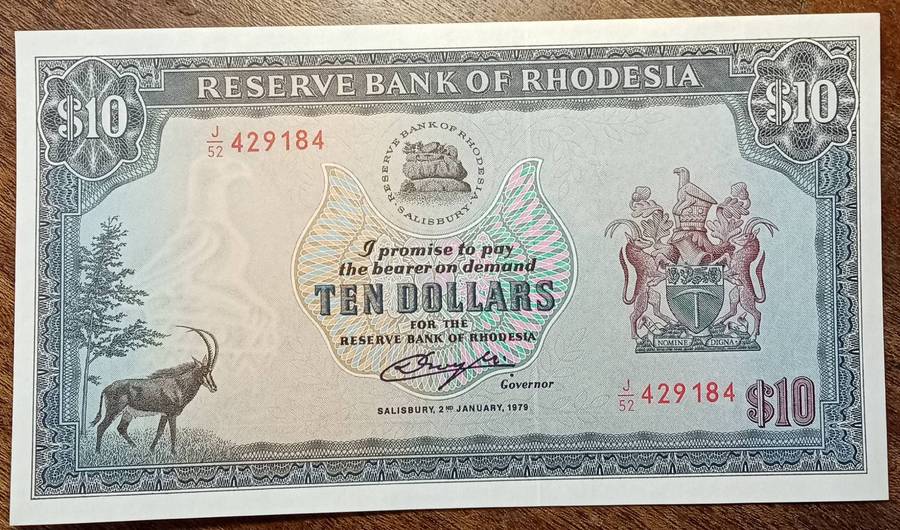 RESERVE BANK OF RHODESIA
$10
$10
J/52 429184
RESERVE BANK OF RHODESIA
· SALISBURY ·
I promise to pay
the bearer on demand
TEN DOLLARS
FOR THE
RESERVE BANK OF RHODESIA
Governor
SALISBURY, 2ND JANUARY, 1979
NOMINE DIGNA
J/52 429184
$10